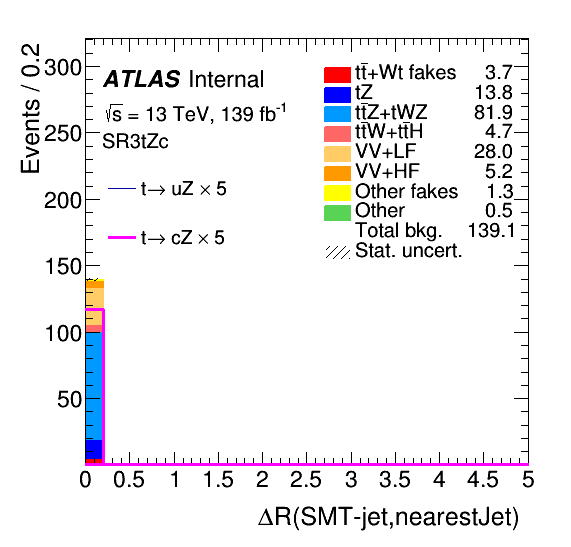 Events / 0.2
300
250
200
150
100
50
ATLAS Internal
√s = 13 TeV, 139 fb⁻¹
SR3tZc
t→ uZ × 5
t→ cZ × 5
tt̄+Wt fakes 3.7
tZ 13.8
tt̄Z+tWZ 81.9
tt̄W+tt̄H 4.7
VV+LF 28.0
VV+HF 5.2
Other fakes 1.3
Other 0.5
Total bkg. 139.1
Stat. uncert.
0 0.5 1 1.5 2 2.5 3 3.5 4 4.5 5
ΔR(SMT-jet,nearestJet)